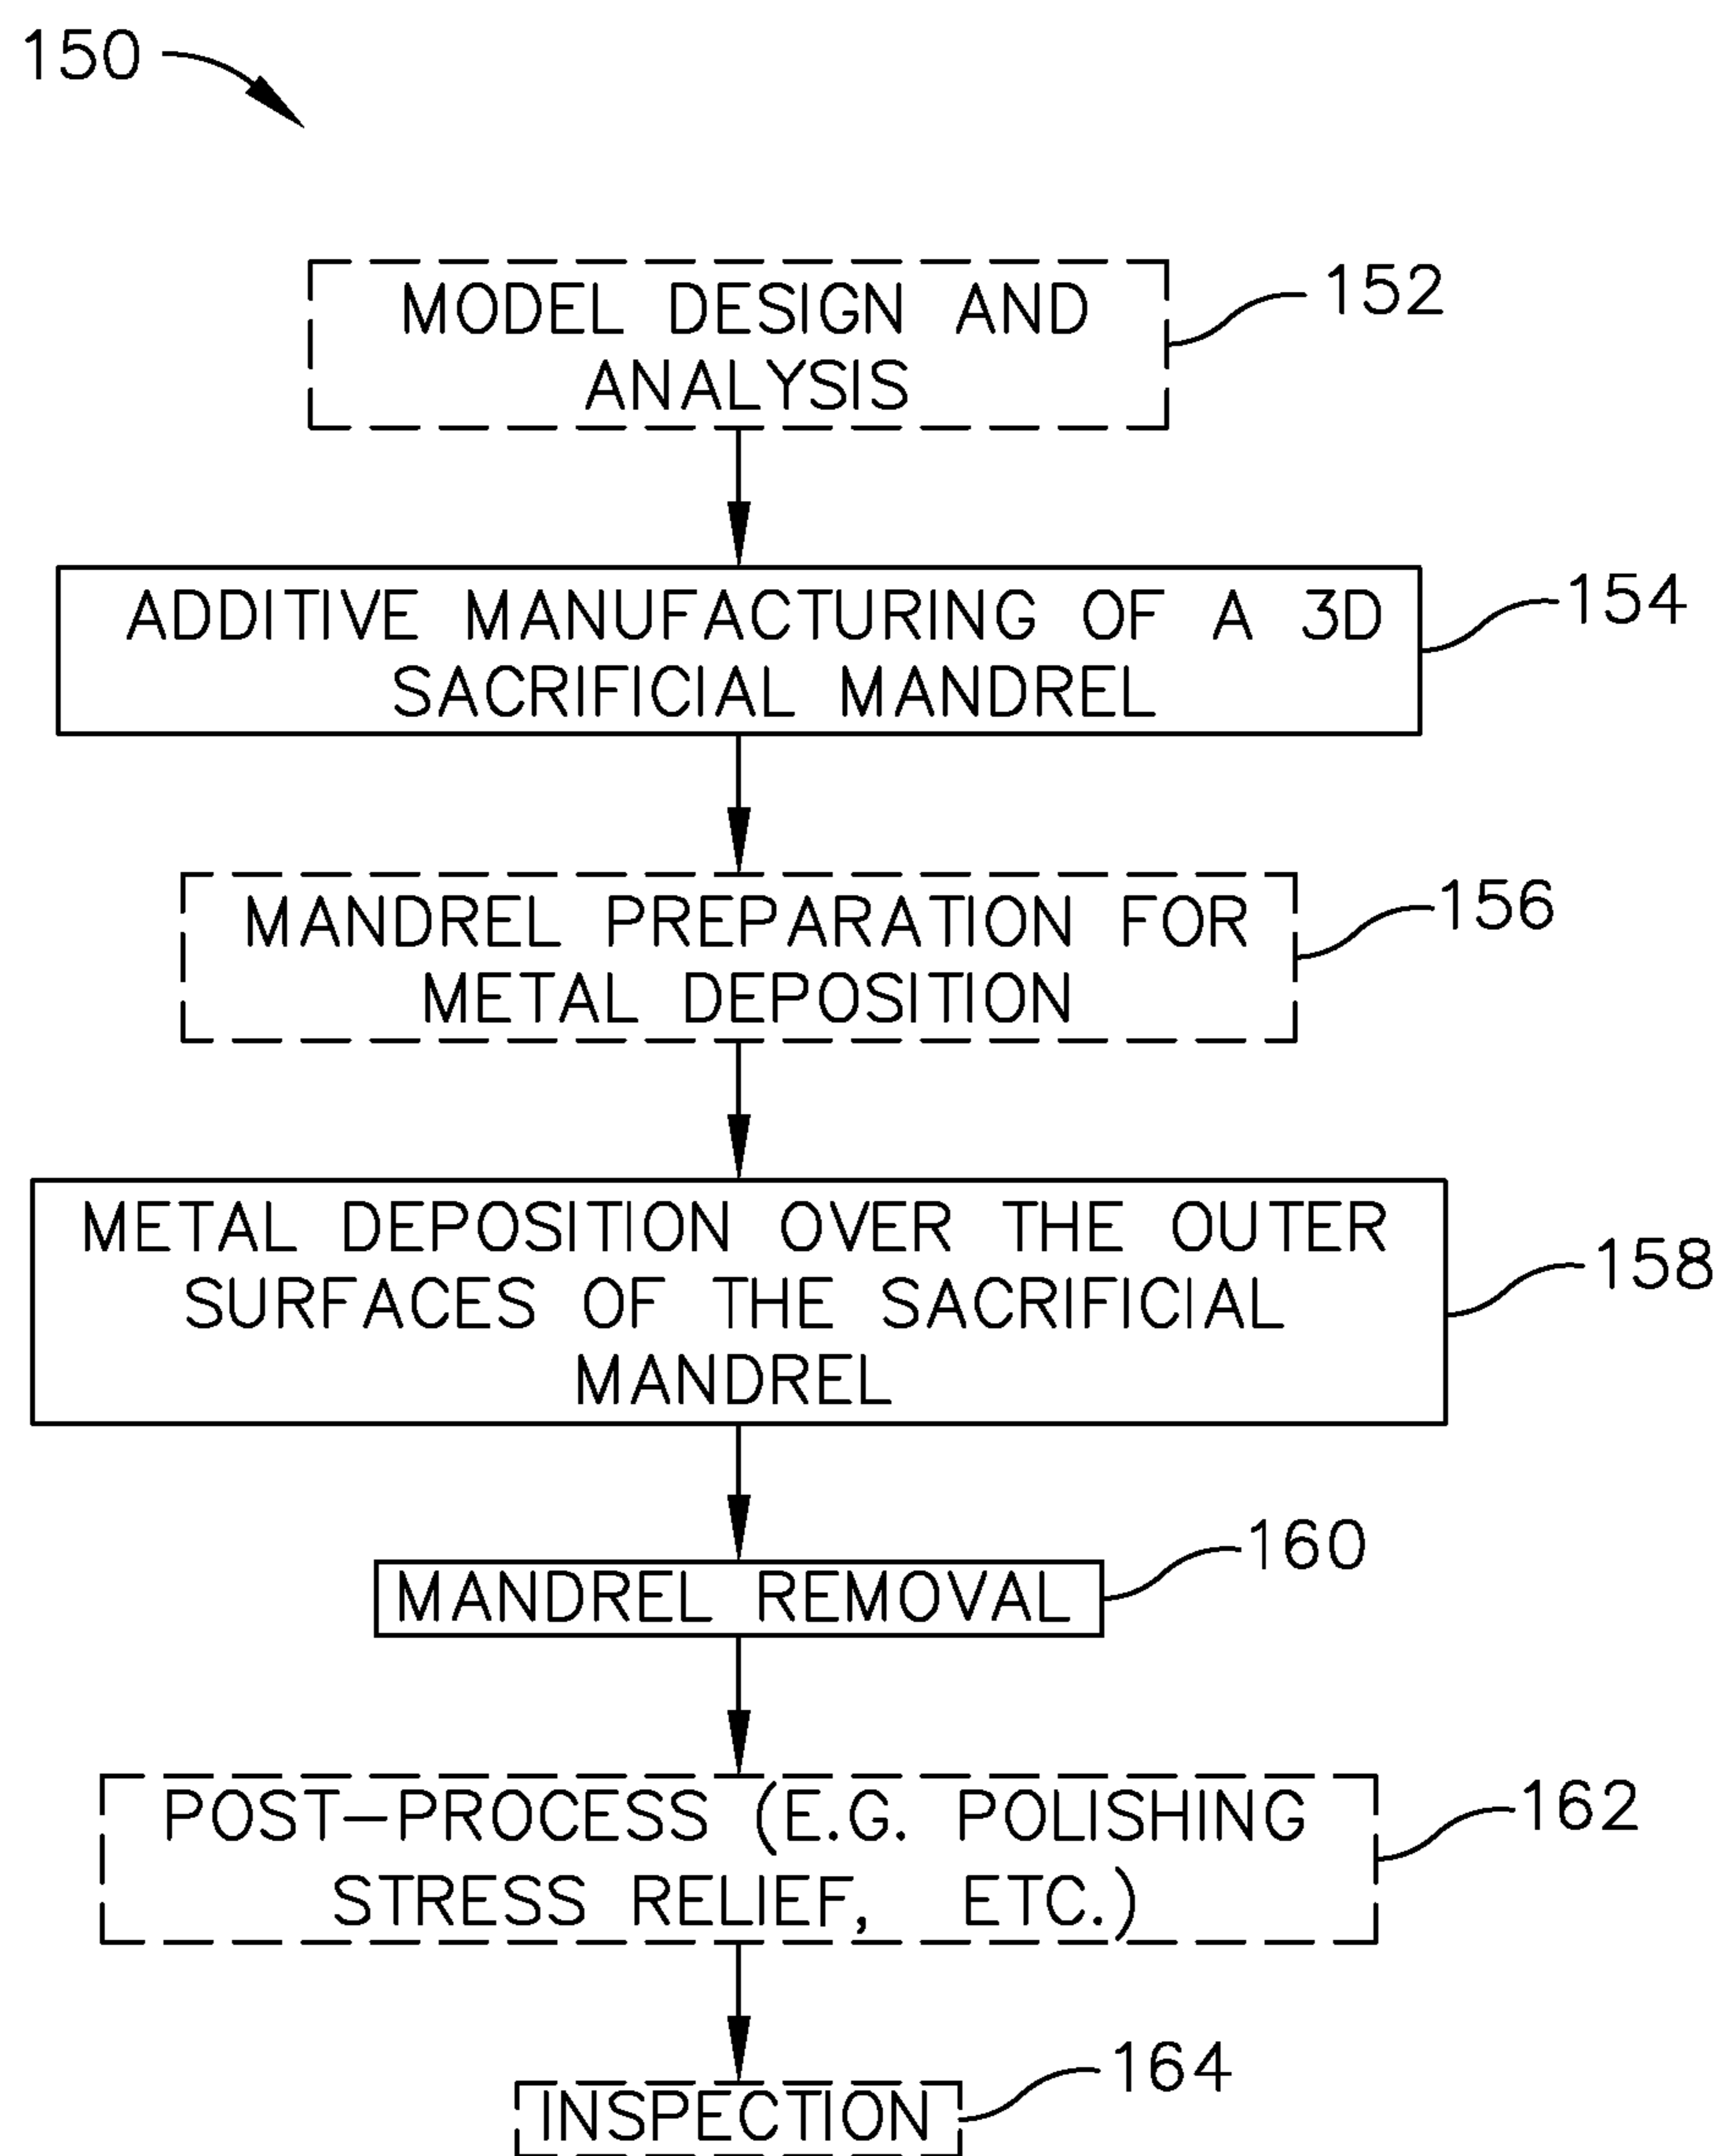 150
MODEL DESIGN AND
ANALYSIS
152
ADDITIVE MANUFACTURING OF A 3D
SACRIFICIAL MANDREL
154
MANDREL PREPARATION FOR
METAL DEPOSITION
156
METAL DEPOSITION OVER THE OUTER
SURFACES OF THE SACRIFICIAL
MANDREL
158
MANDREL REMOVAL
160
POST-PROCESS (E.G. POLISHING
STRESS RELIEF, ETC.)
162
INSPECTION
164